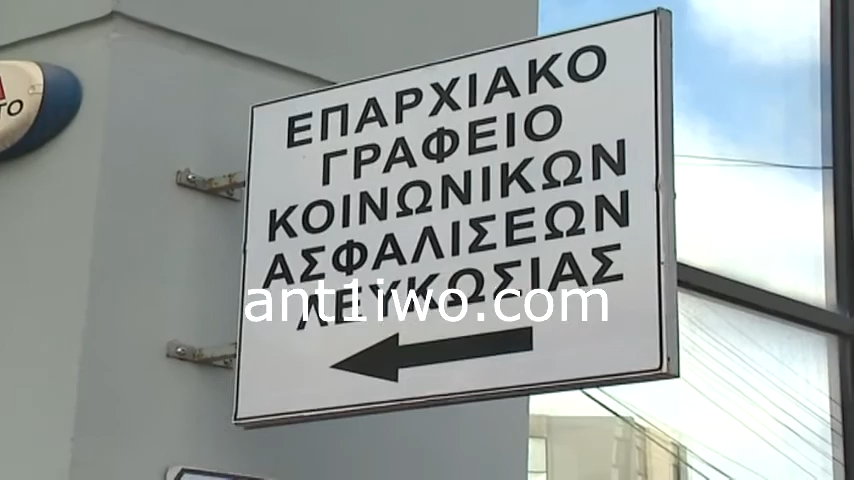 ΕΠΑΡΧΙΑΚΟ
ΓΡΑΦΕΙΟ
ΚΟΙΝΩΝΙΚΩΝ
ΑΣΦΑΛΙΣΕΩΝ
ΛΕΥΚΩΣΙΑΣ
ant1iwo.com